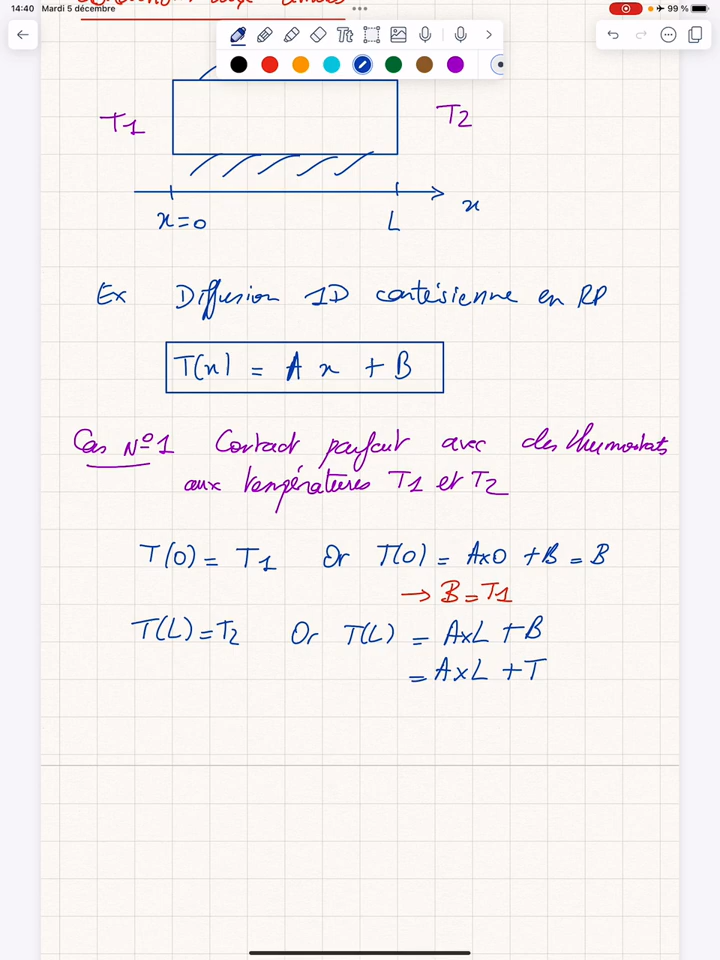 14:40 Mardi 5 décembre 99 %
Tt
T1 T2
x=0 L x
Ex Diffusion 1D cartésienne en RP
T(x) = A x + B
Cas N°1 Contact parfait avec des thermostats
aux températures T1 et T2
T(0) = T1 Or T(0) = A×0 + B = B
→ B = T1
T(L) = T2 Or T(L) = A×L + B
= A×L + T